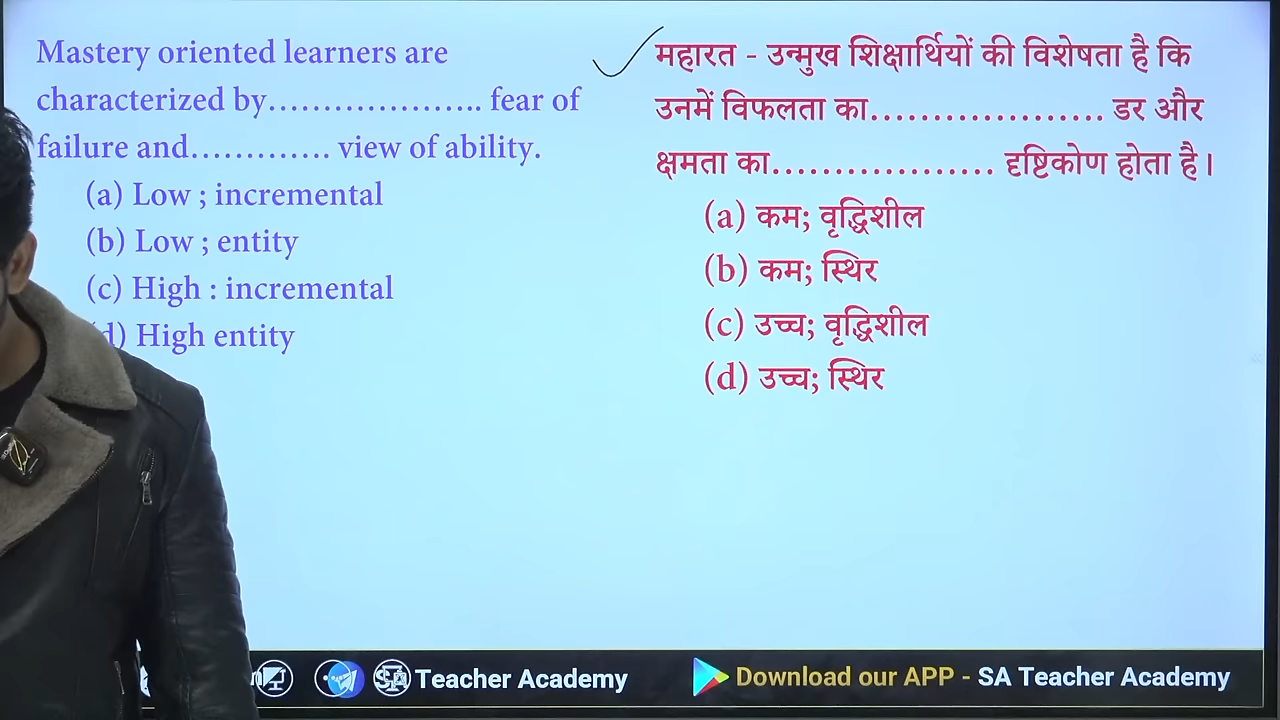 Mastery oriented learners are
characterized by………………….. fear of
failure and…………. view of ability.
(a) Low ; incremental
(b) Low ; entity
(c) High : incremental
d) High entity
महारत - उन्मुख शिक्षार्थियों की विशेषता है कि
उनमें विफलता का…………………. डर और
क्षमता का……………… दृष्टिकोण होता है।
(a) कम; वृद्धिशील
(b) कम; स्थिर
(c) उच्च; वृद्धिशील
(d) उच्च; स्थिर
Teacher Academy
Download our APP - SA Teacher Academy